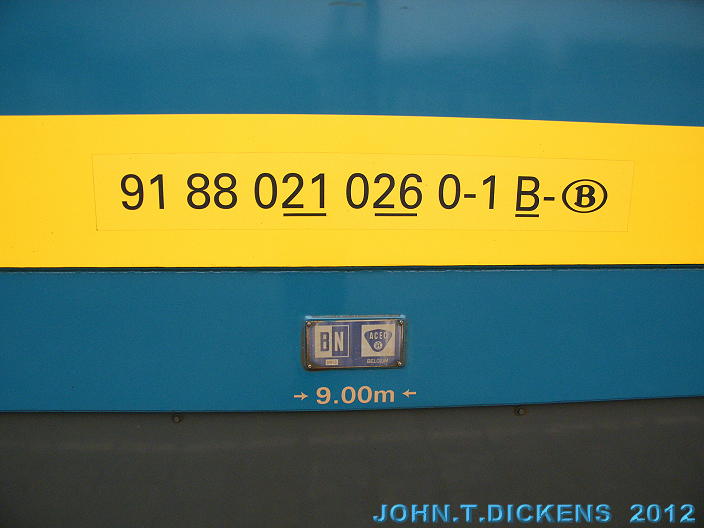 91 88 021 026 0-1 B-B
BN ACEC
BELGIUM
→ 9.00m ←
JOHN.T.DICKENS 2012